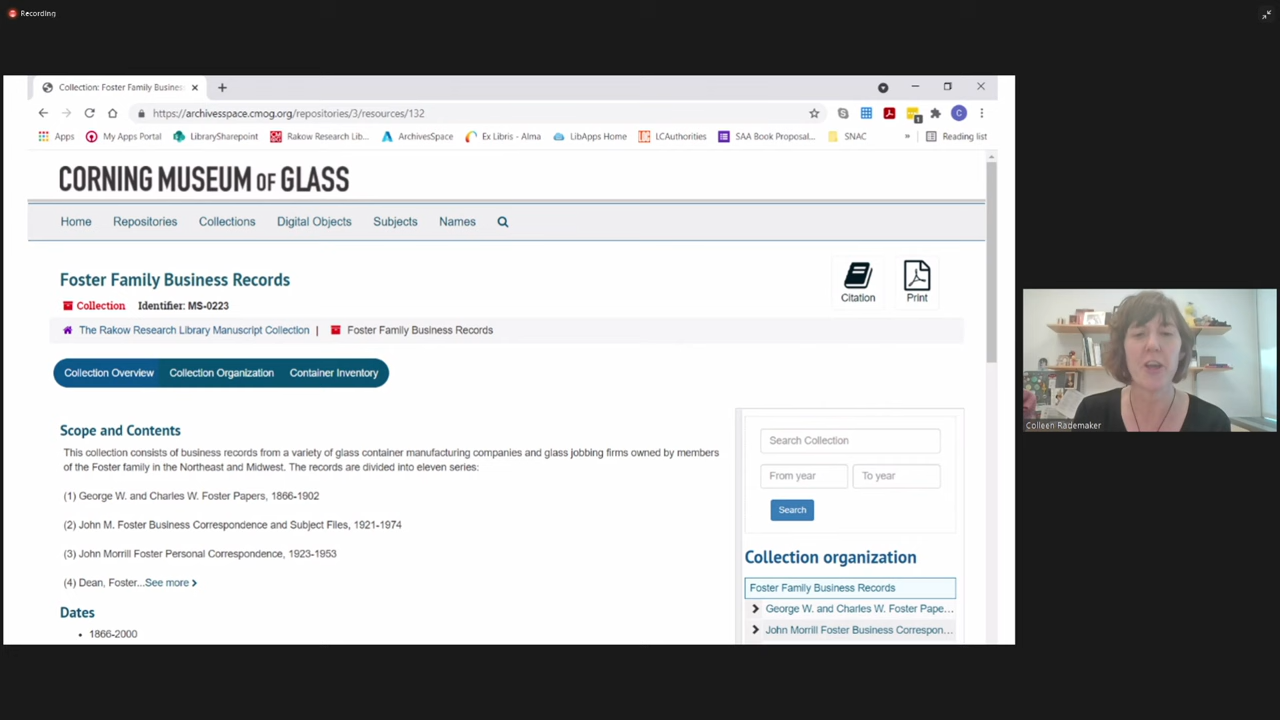 Recording
Collection: Foster Family Busines
https://archivesspace.cmog.org/repositories/3/resources/132
Apps My Apps Portal LibrarySharepoint Rakow Research Lib... ArchivesSpace Ex Libris - Alma LibApps Home LCAuthorities SAA Book Proposal... SNAC » Reading list
CORNING MUSEUM OF GLASS
Home Repositories Collections Digital Objects Subjects Names
Foster Family Business Records
Citation Print
Collection Identifier: MS-0223
The Rakow Research Library Manuscript Collection | Foster Family Business Records
Collection Overview Collection Organization Container Inventory
Scope and Contents
This collection consists of business records from a variety of glass container manufacturing companies and glass jobbing firms owned by members
of the Foster family in the Northeast and Midwest. The records are divided into eleven series:
(1) George W. and Charles W. Foster Papers, 1866-1902
(2) John M. Foster Business Correspondence and Subject Files, 1921-1974
(3) John Morrill Foster Personal Correspondence, 1923-1953
(4) Dean, Foster...See more
Dates
• 1866-2000
Search Collection
From year To year
Search
Collection organization
Foster Family Business Records
George W. and Charles W. Foster Pape...
John Morrill Foster Business Correspon...
Colleen Rademaker